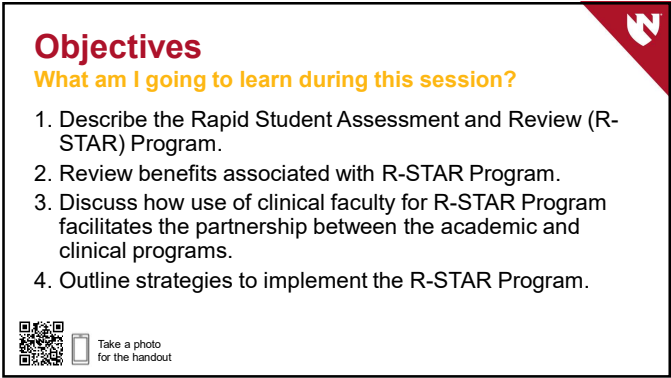 Objectives
What am I going to learn during this session?
1. Describe the Rapid Student Assessment and Review (R-
STAR) Program.
2. Review benefits associated with R-STAR Program.
3. Discuss how use of clinical faculty for R-STAR Program
facilitates the partnership between the academic and
clinical programs.
4. Outline strategies to implement the R-STAR Program.
Take a photo
for the handout